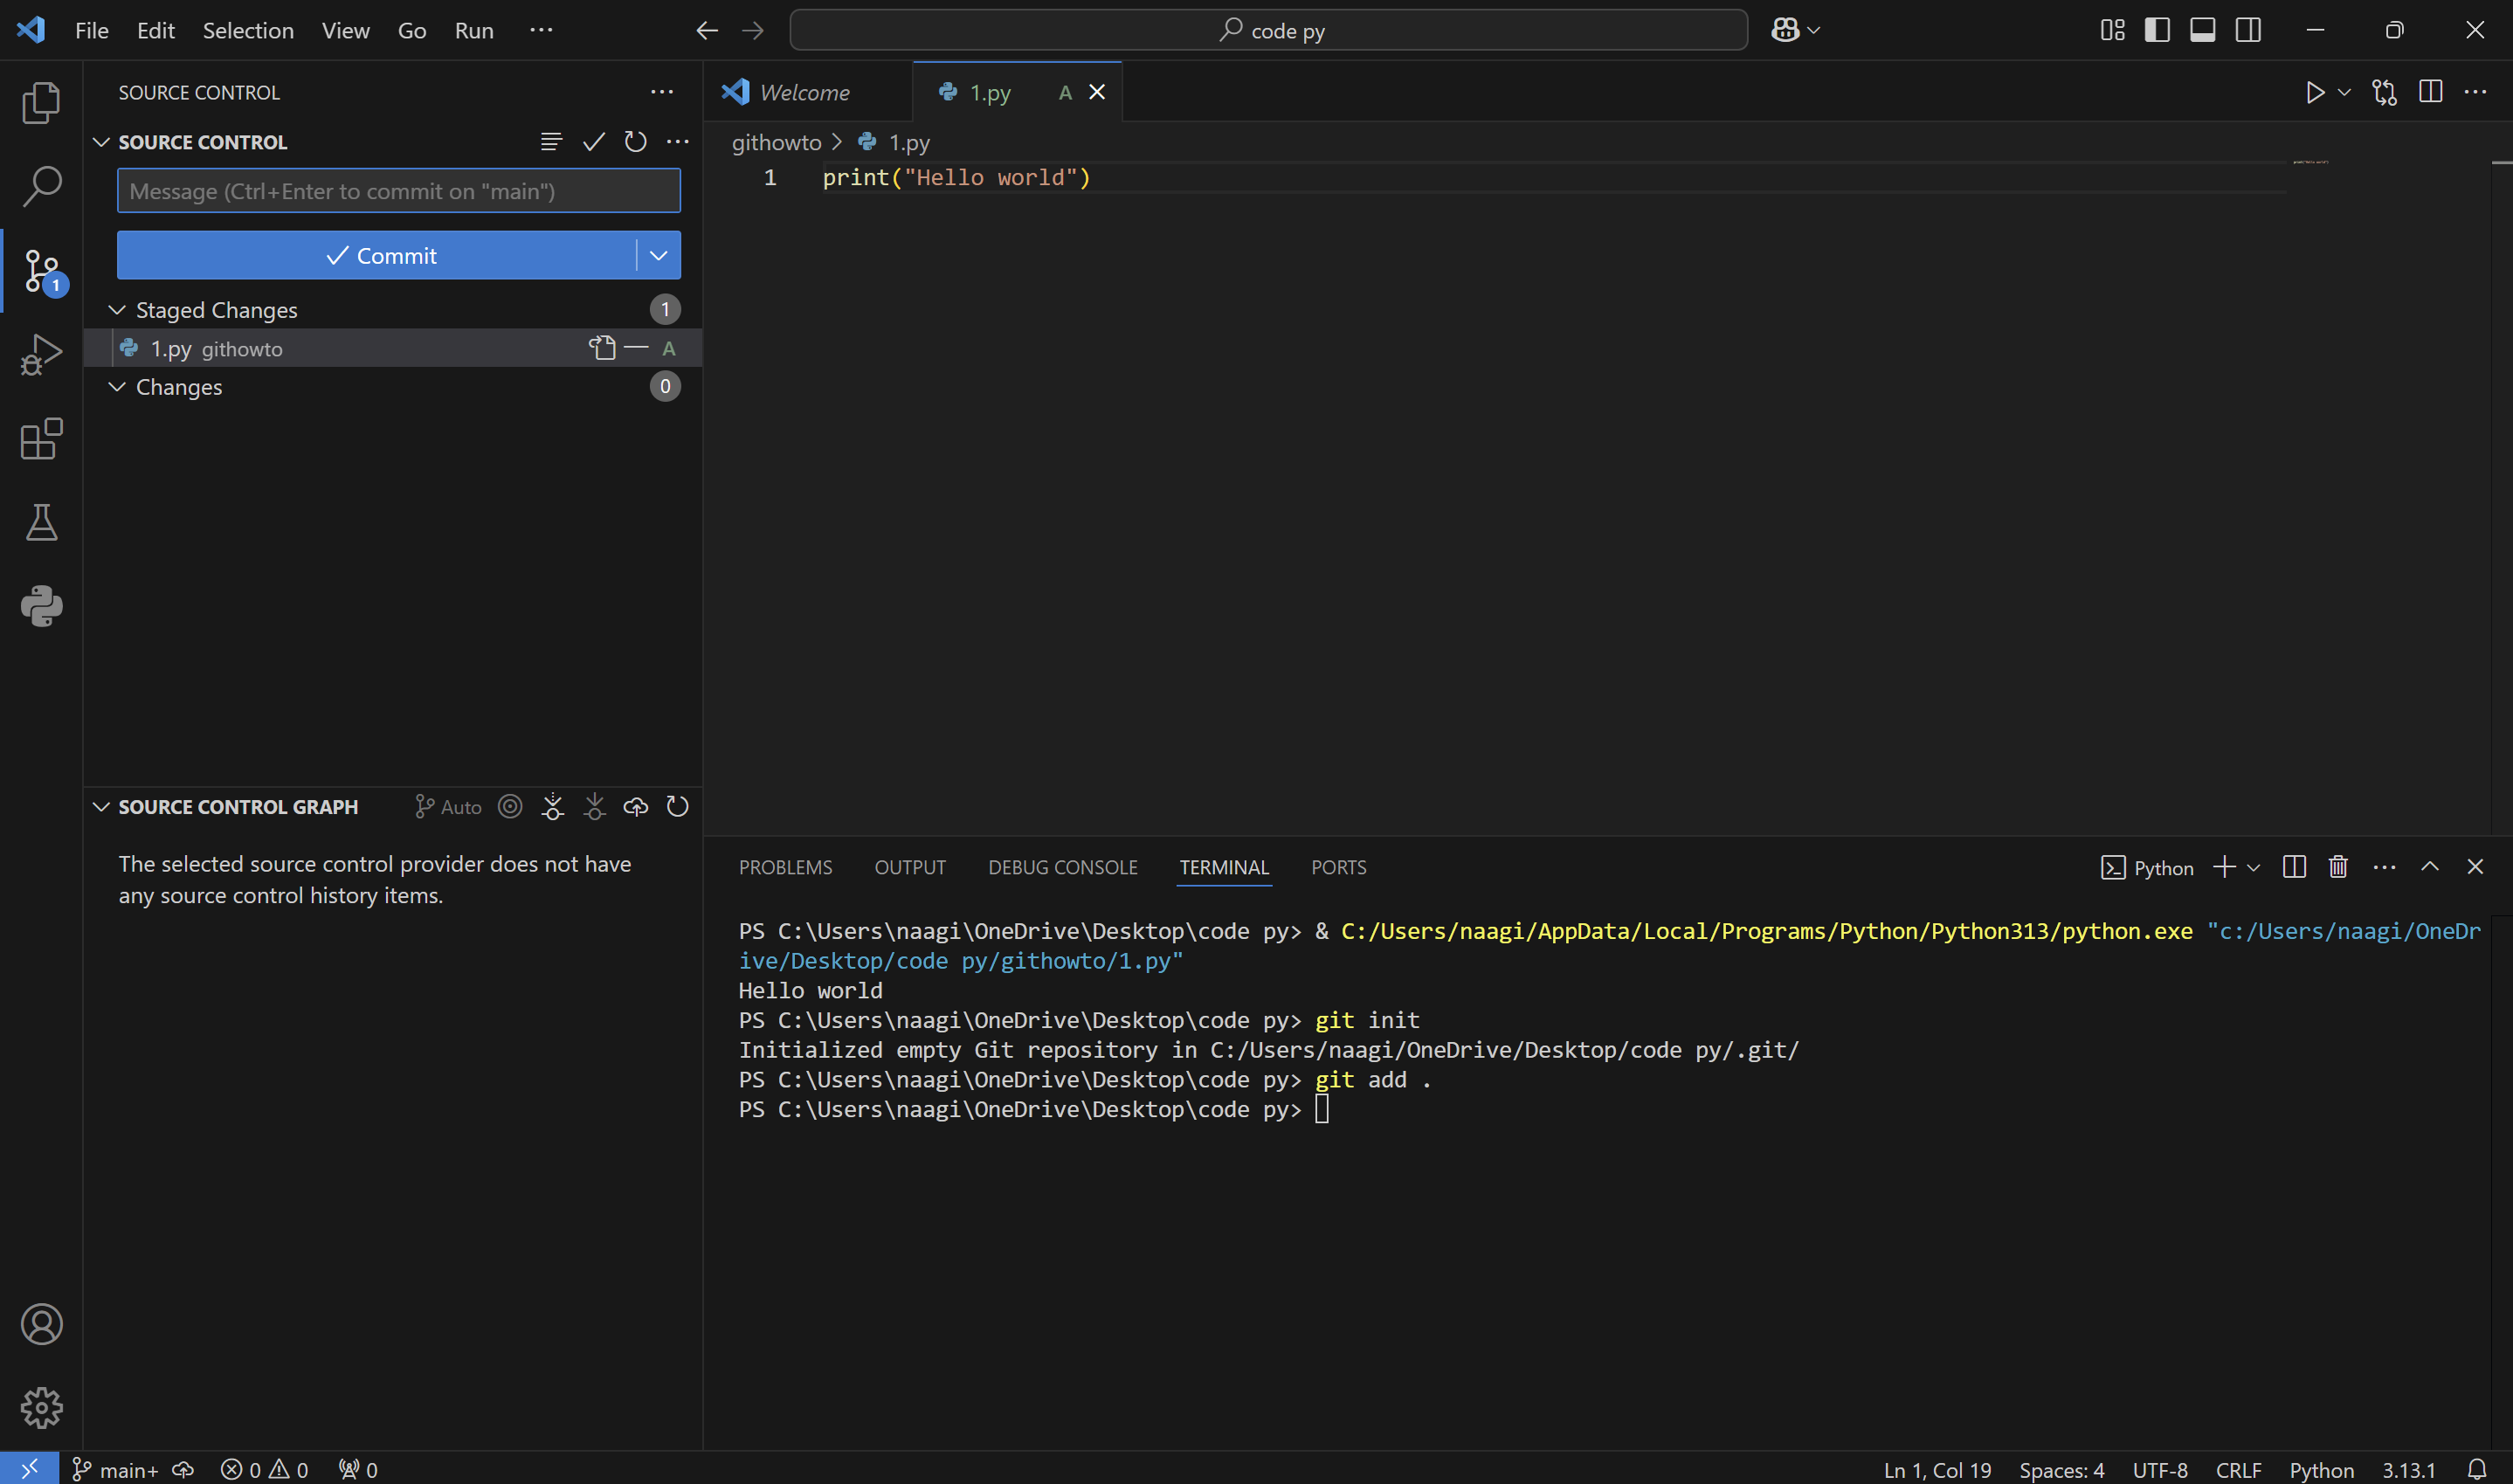 File Edit Selection View Go Run ···
code py
SOURCE CONTROL
SOURCE CONTROL
Message (Ctrl+Enter to commit on "main")
Commit
Staged Changes 1
1.py githowto A
Changes 0
1
SOURCE CONTROL GRAPH Auto
The selected source control provider does not have
any source control history items.
Welcome 1.py A
githowto > 1.py
1 print("Hello world")
PROBLEMS OUTPUT DEBUG CONSOLE TERMINAL PORTS
Python
PS C:\Users\naagi\OneDrive\Desktop\code py> & C:/Users/naagi/AppData/Local/Programs/Python/Python313/python.exe "c:/Users/naagi/OneDr
ive/Desktop/code py/githowto/1.py"
Hello world
PS C:\Users\naagi\OneDrive\Desktop\code py> git init
Initialized empty Git repository in C:/Users/naagi/OneDrive/Desktop/code py/.git/
PS C:\Users\naagi\OneDrive\Desktop\code py> git add .
PS C:\Users\naagi\OneDrive\Desktop\code py>
main+ 0 0 0
Ln 1, Col 19 Spaces: 4 UTF-8 CRLF Python 3.13.1